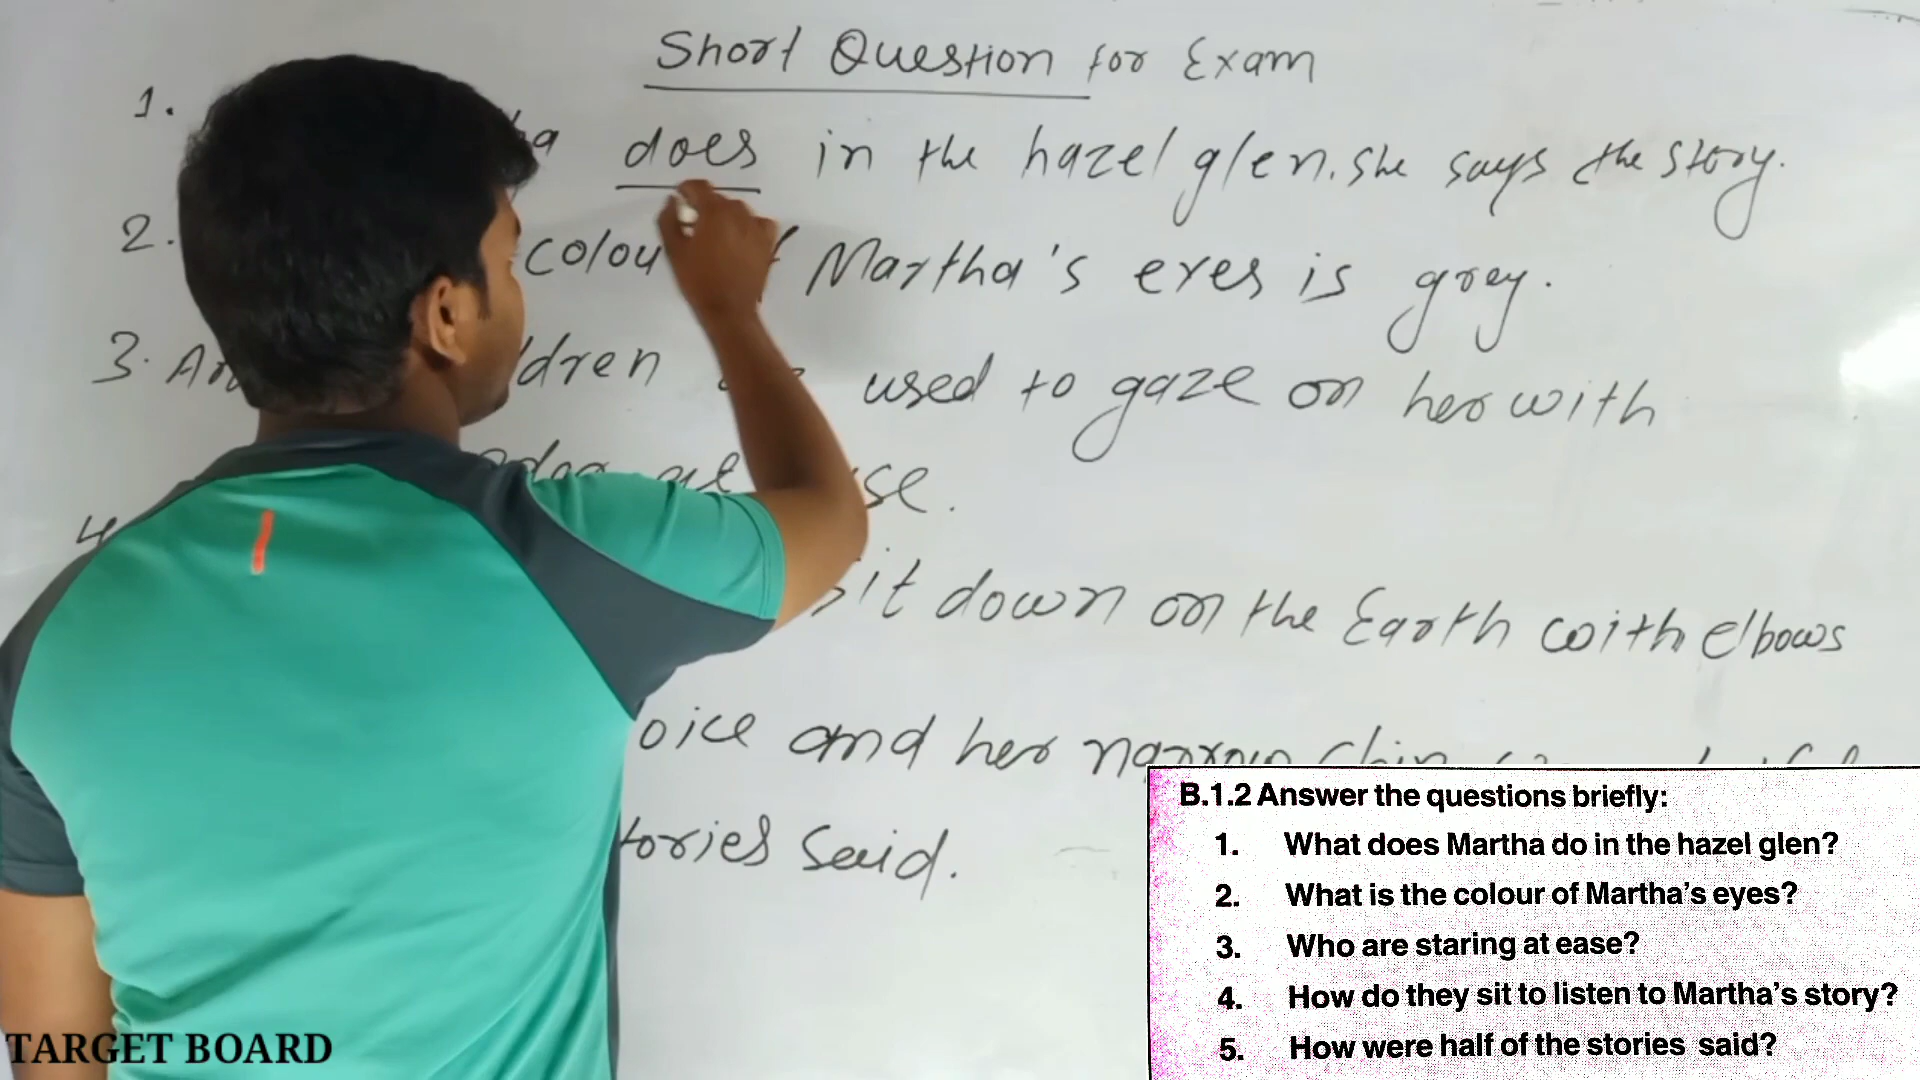 Short Question for Exam
1. does in the hazel glen. She says the story.
2. colou Martha's eyes is grey.
3. dren used to gaze on her with
se.
4 sit down on the Earth with elbows
oice and her narrow Chin
tories said.
B.1.2 Answer the questions briefly:
1. What does Martha do in the hazel glen?
2. What is the colour of Martha's eyes?
3. Who are staring at ease?
4. How do they sit to listen to Martha's story?
5. How were half of the stories said?
TARGET BOARD